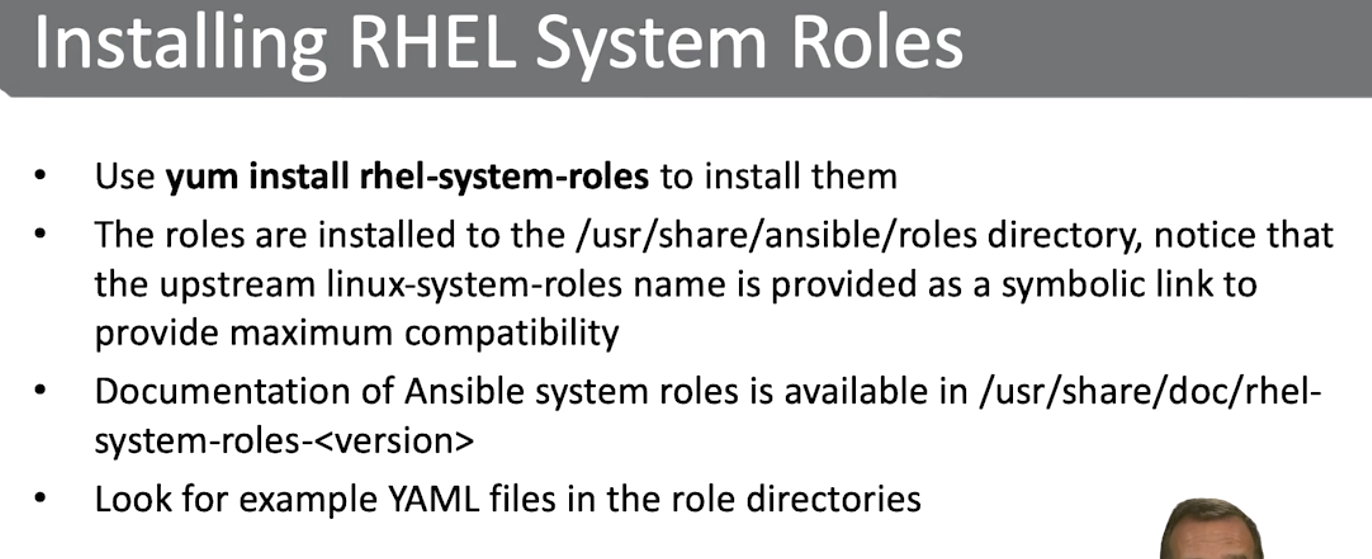 Installing RHEL System Roles
• Use yum install rhel-system-roles to install them
• The roles are installed to the /usr/share/ansible/roles directory, notice that
the upstream linux-system-roles name is provided as a symbolic link to
provide maximum compatibility
• Documentation of Ansible system roles is available in /usr/share/doc/rhel-
system-roles-<version>
• Look for example YAML files in the role directories